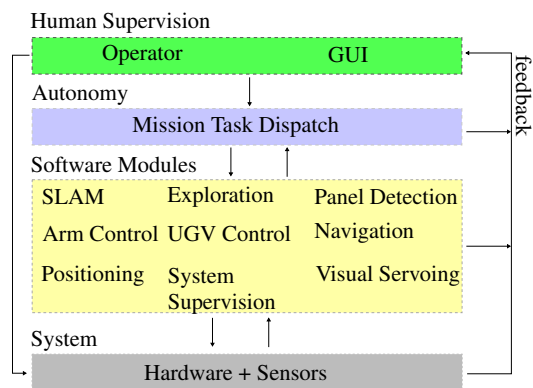 Human Supervision
Operator GUI
feedback
Autonomy
Mission Task Dispatch
Software Modules
SLAM Exploration Panel Detection
Arm Control UGV Control Navigation
Positioning System Supervision Visual Servoing
System
Hardware + Sensors